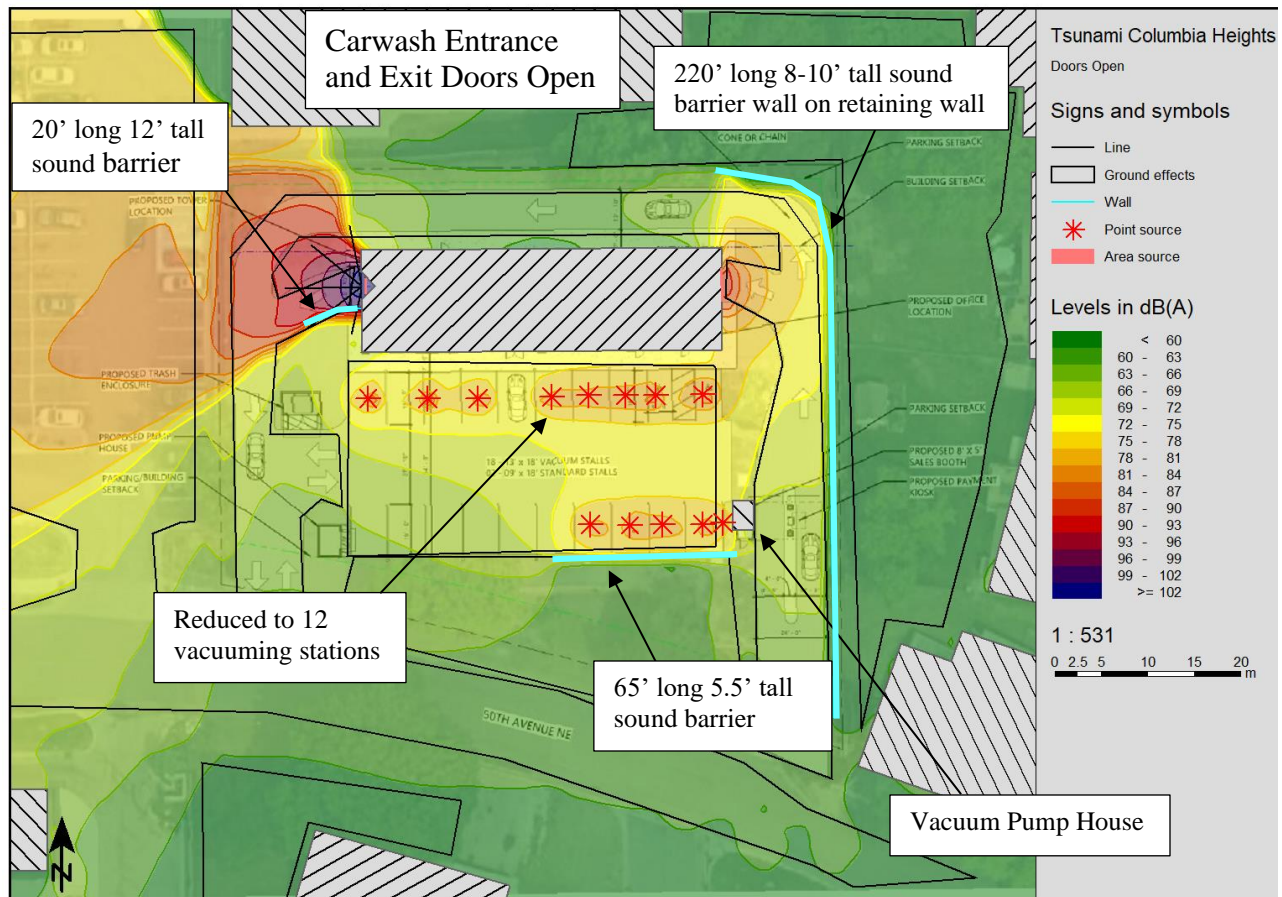 Carwash Entrance
and Exit Doors Open
20’ long 12’ tall
sound barrier
220’ long 8-10’ tall sound
barrier wall on retaining wall
CONE OR CHAIN
PARKING SETBACK
BUILDING SETBACK
PROPOSED TOWER
LOCATION
PROPOSED OFFICE
LOCATION
PROPOSED TRASH
ENCLOSURE
PROPOSED PUMP
HOUSE
PARKING/BUILDING
SETBACK
PARKING SETBACK
PROPOSED 8' X 5'
SALES BOOTH
PROPOSED PAYMENT
KIOSK
Reduced to 12
vacuuming stations
65’ long 5.5’ tall
sound barrier
50TH AVENUE NE
Vacuum Pump House
N
Tsunami Columbia Heights
Doors Open
Signs and symbols
Line
Ground effects
Wall
Point source
Area source
Levels in dB(A)
< 60
60 - 63
63 - 66
66 - 69
69 - 72
72 - 75
75 - 78
78 - 81
81 - 84
84 - 87
87 - 90
90 - 93
93 - 96
96 - 99
99 - 102
>= 102
1 : 531
0 2.5 5 10 15 20
m